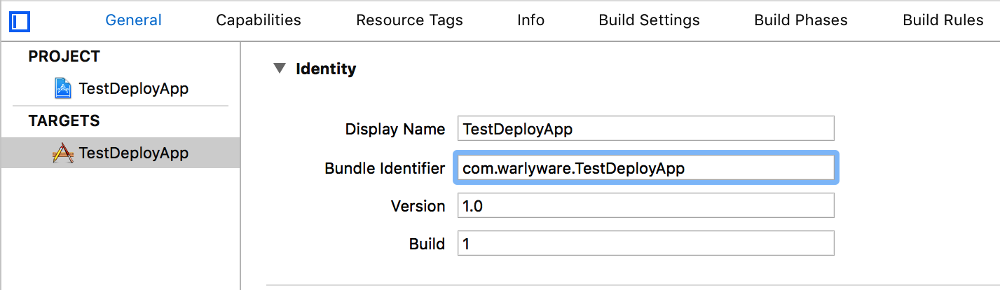 General Capabilities Resource Tags Info Build Settings Build Phases Build Rules
PROJECT
TestDeployApp
TARGETS
TestDeployApp
Identity
Display Name TestDeployApp
Bundle Identifier com.warlyware.TestDeployApp
Version 1.0
Build 1